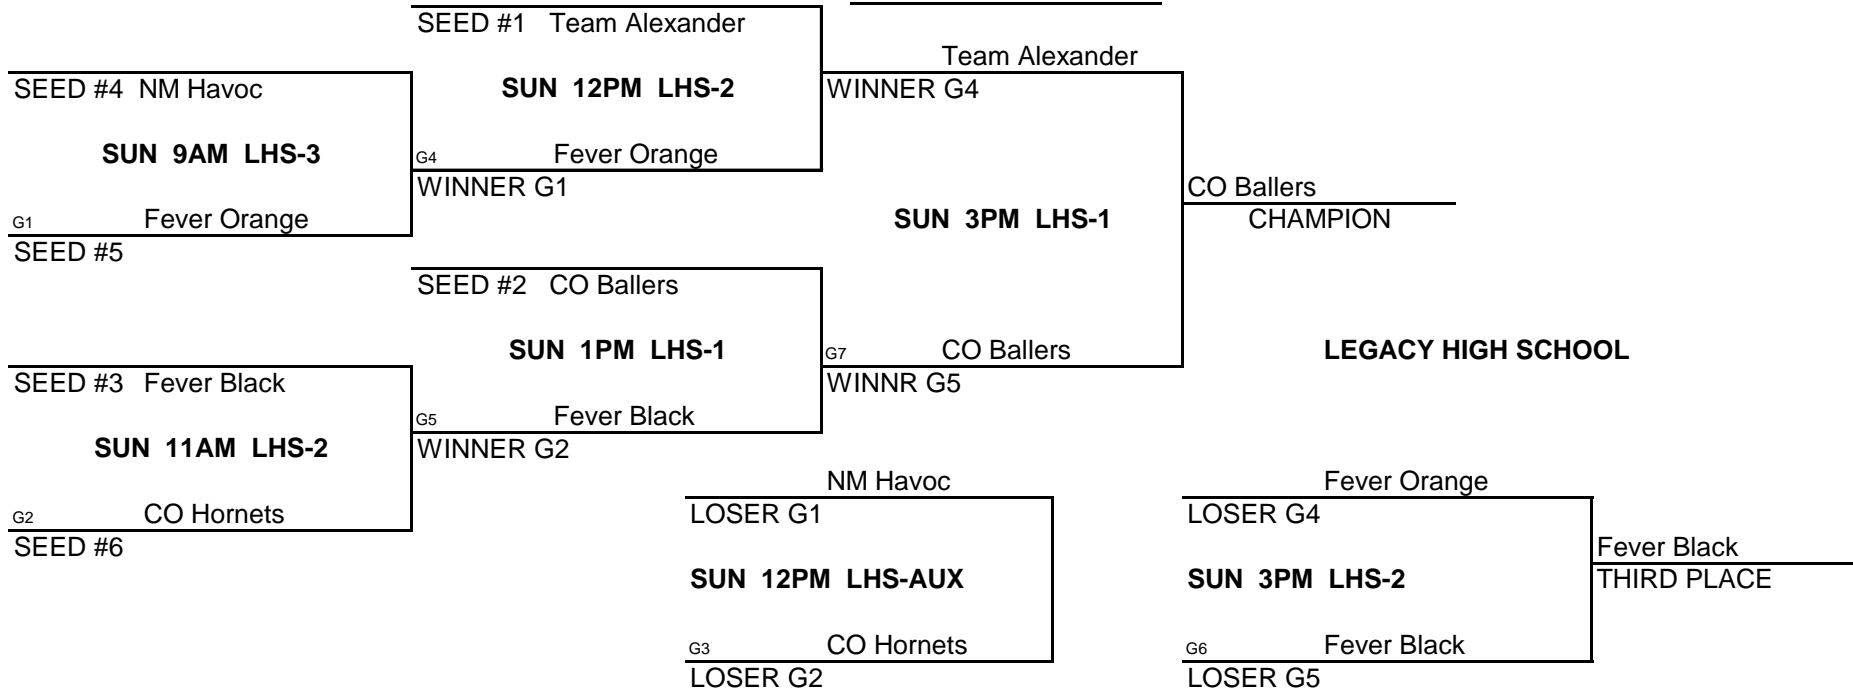 SEED #1 Team Alexander
Team Alexander
SEED #4 NM Havoc
SUN 12PM LHS-2
WINNER G4
SUN 9AM LHS-3
G4 Fever Orange
WINNER G1
CO Ballers
G1 Fever Orange
SUN 3PM LHS-1
CHAMPION
SEED #5
SEED #2 CO Ballers
SUN 1PM LHS-1
G7 CO Ballers
LEGACY HIGH SCHOOL
SEED #3 Fever Black
WINNR G5
G5 Fever Black
SUN 11AM LHS-2
WINNER G2
NM Havoc
Fever Orange
G2 CO Hornets
LOSER G1
LOSER G4
SEED #6
Fever Black
SUN 12PM LHS-AUX
SUN 3PM LHS-2
THIRD PLACE
G3 CO Hornets
G6 Fever Black
LOSER G2
LOSER G5